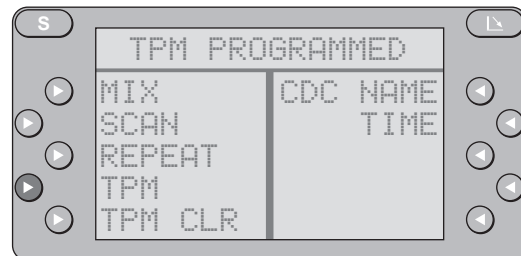 S
TPM PROGRAMMED
MIX
SCAN
REPEAT
TPM
TPM CLR
CDC NAME
TIME